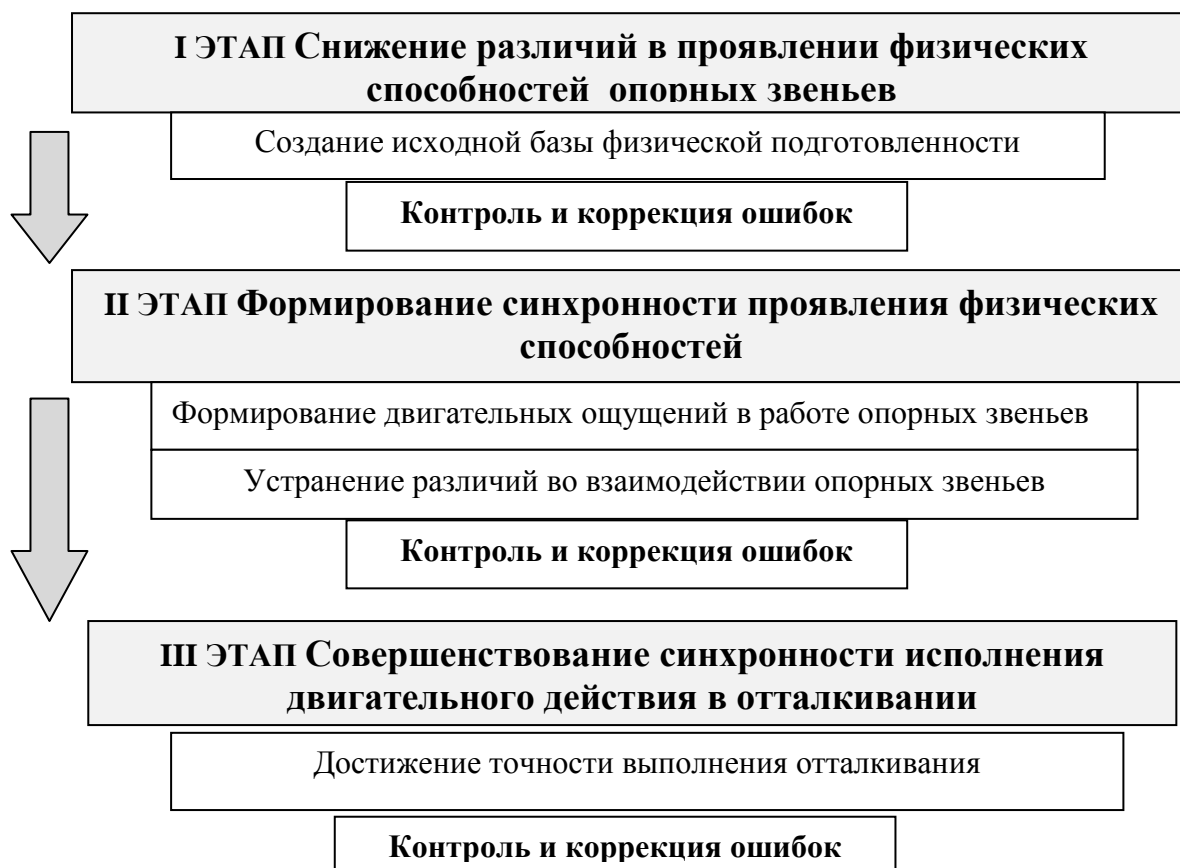 I ЭТАП Снижение различий в проявлении физических
способностей опорных звеньев
Создание исходной базы физической подготовленности
Контроль и коррекция ошибок
II ЭТАП Формирование синхронности проявления физических
способностей
Формирование двигательных ощущений в работе опорных звеньев
Устранение различий во взаимодействии опорных звеньев
Контроль и коррекция ошибок
III ЭТАП Совершенствование синхронности исполнения
двигательного действия в отталкивании
Достижение точности выполнения отталкивания
Контроль и коррекция ошибок